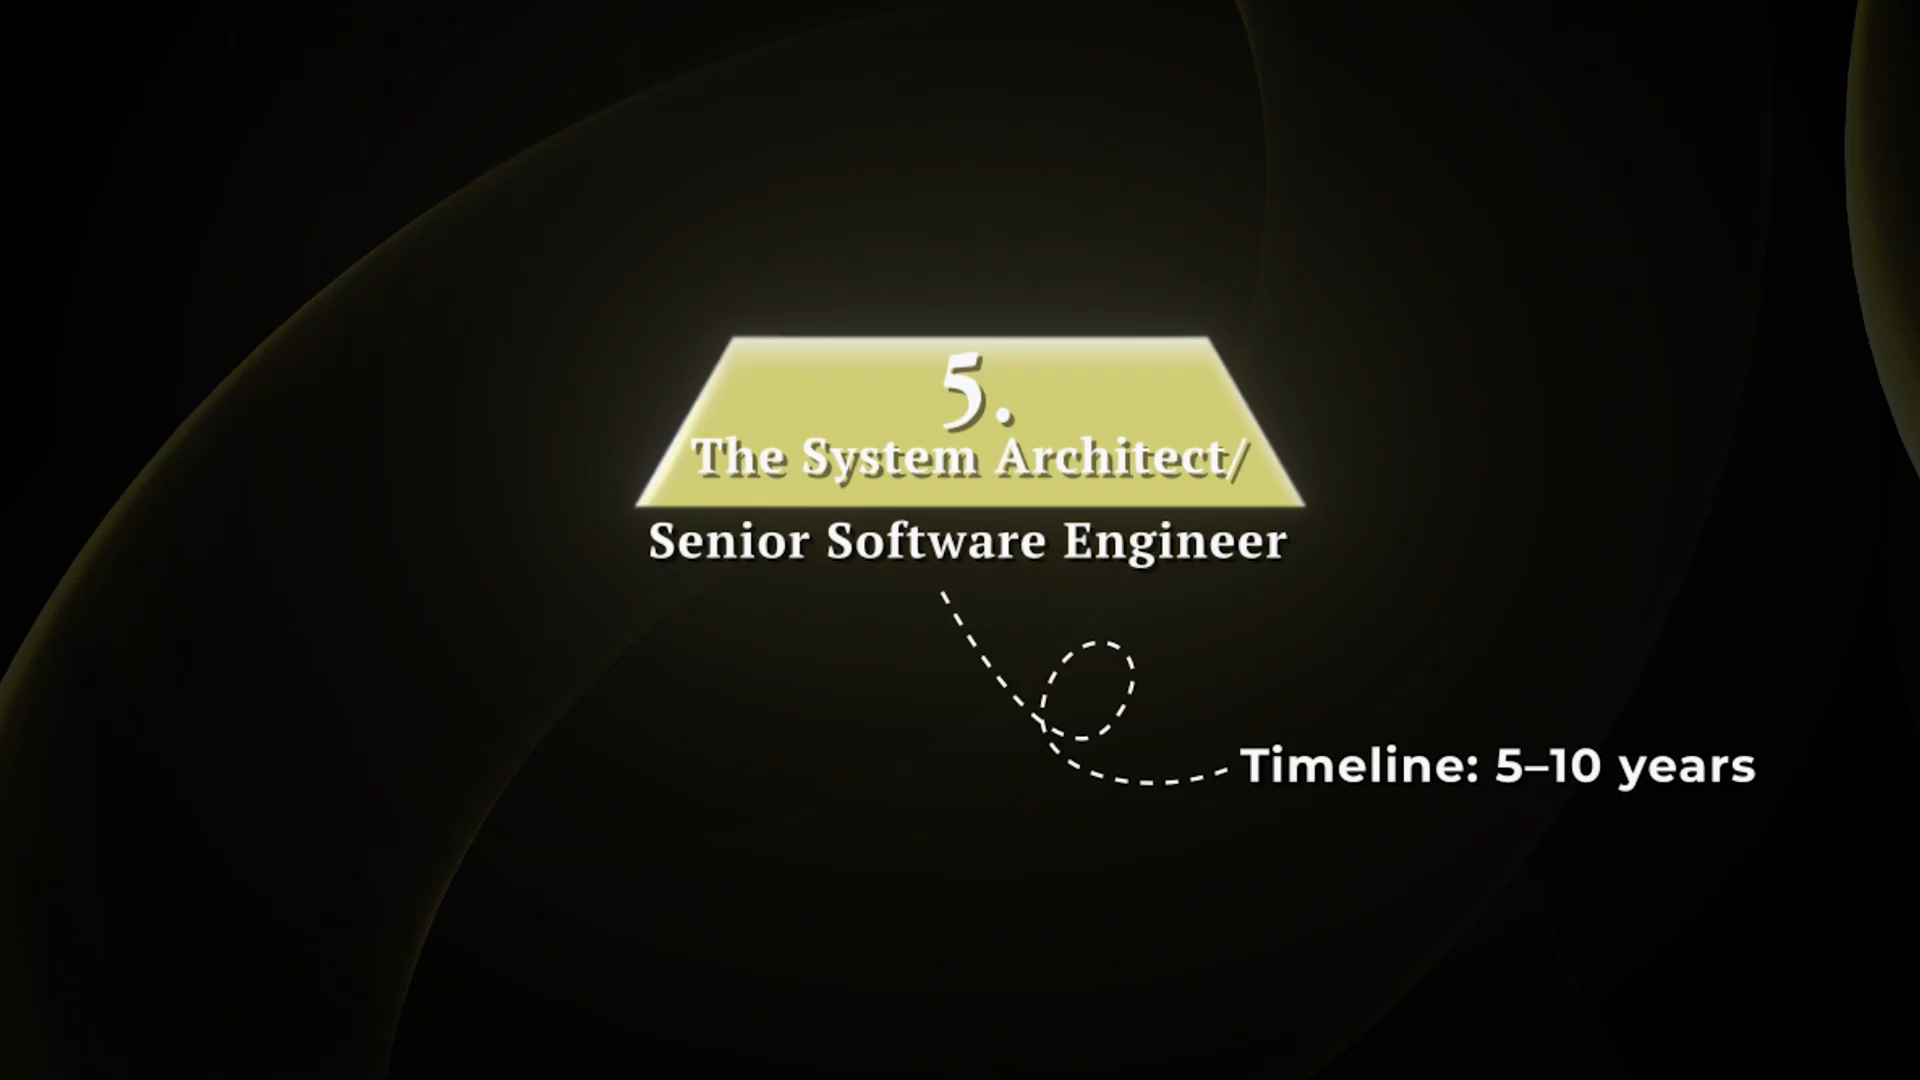 5.
The System Architect/
Senior Software Engineer
Timeline: 5–10 years